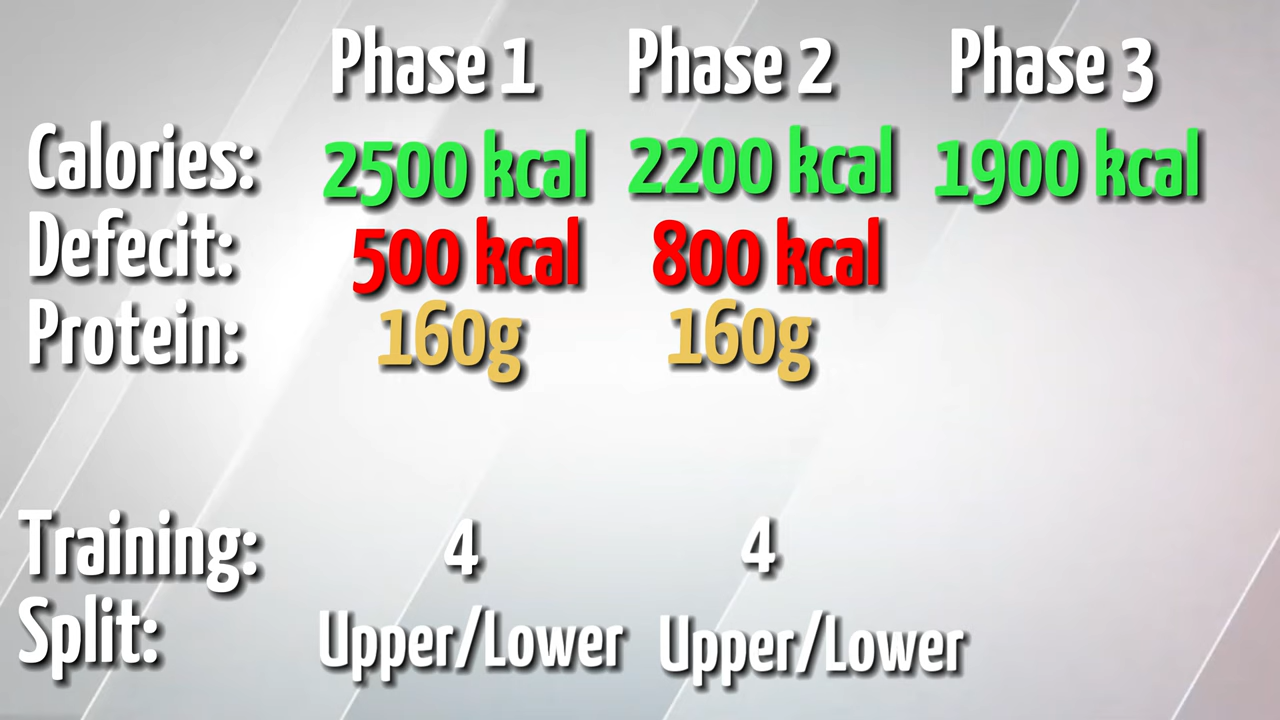 Phase 1 Phase 2 Phase 3
Calories: 2500 kcal 2200 kcal 1900 kcal
Defecit: 500 kcal 800 kcal
Protein: 160g 160g
Training: 4 4
Split: Upper/Lower Upper/Lower